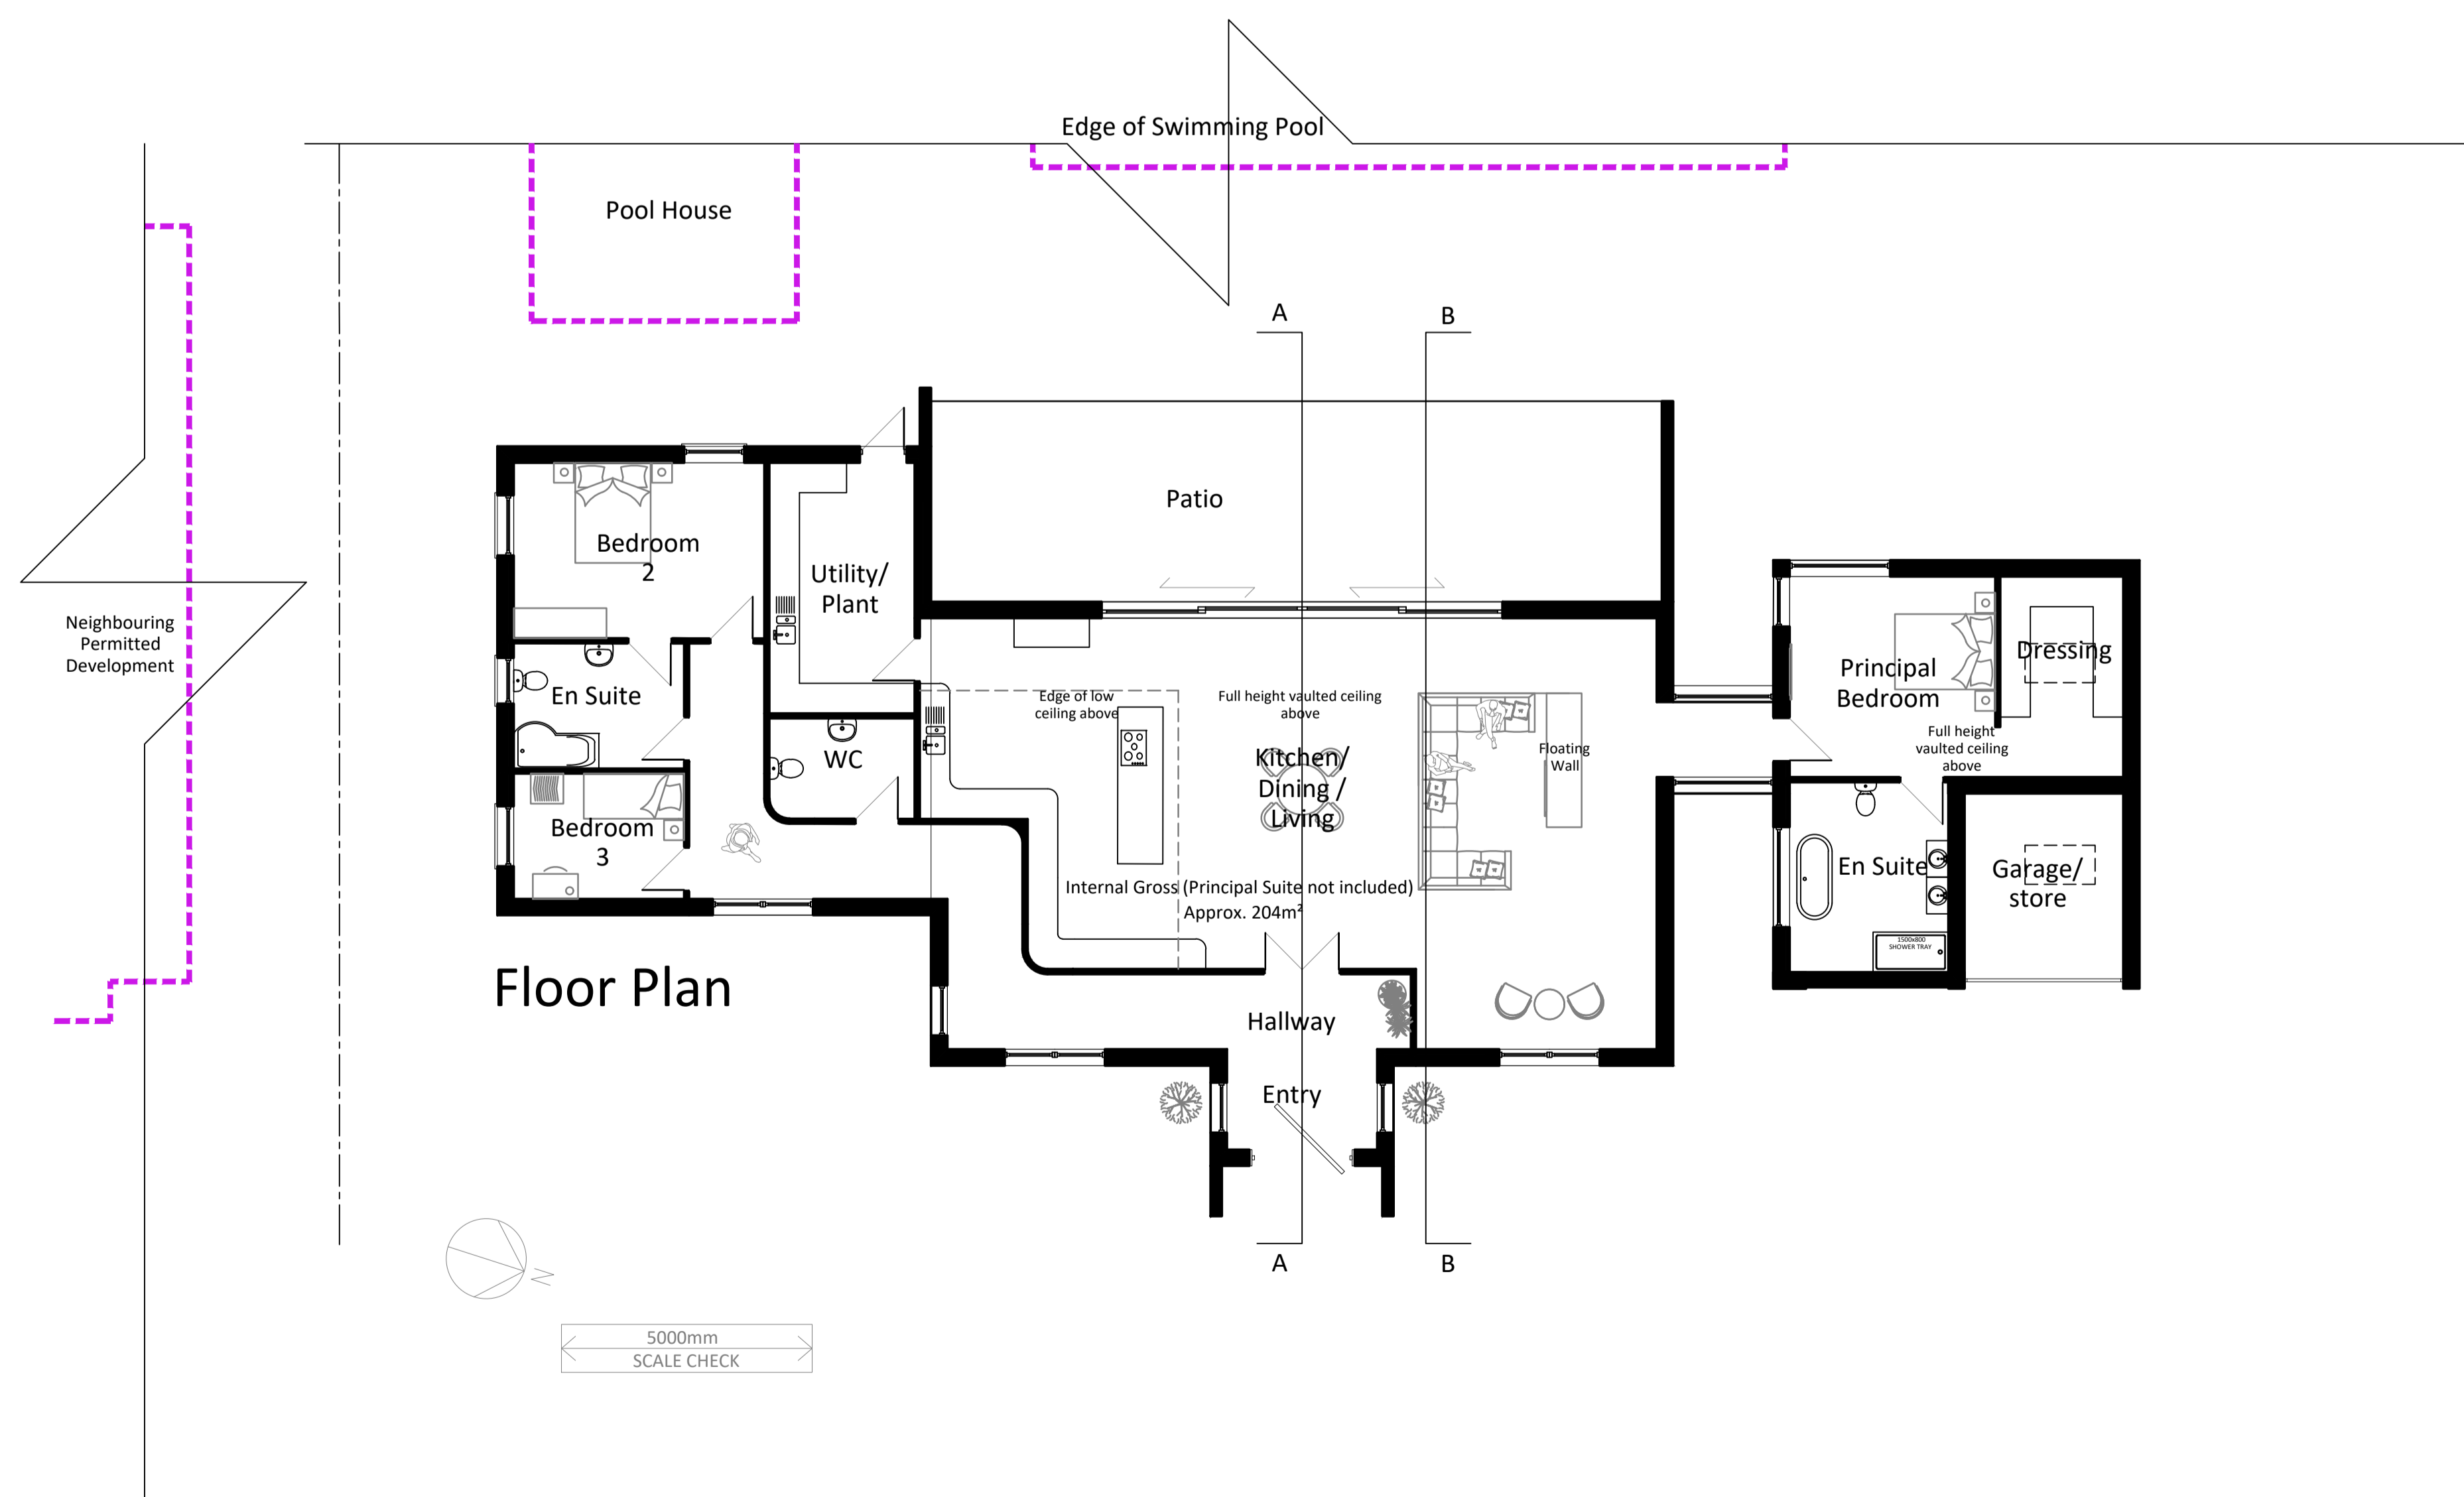 Edge of Swimming Pool
Pool House
A
B
Patio
Bedroom
2
Utility/
Plant
Neighbouring
Permitted
Development
En Suite
Edge of low
ceiling above
Full height vaulted ceiling
above
WC
Kitchen/
Dining /
Living
Floating
Wall
Principal
Bedroom
Dressing
Full height
vaulted ceiling
above
Bedroom
3
Internal Gross (Principal Suite not included)
Approx. 204m²
En Suite
Garage/
store
1500x800
SHOWER TRAY
Floor Plan
Hallway
Entry
A
B
N
5000mm
SCALE CHECK